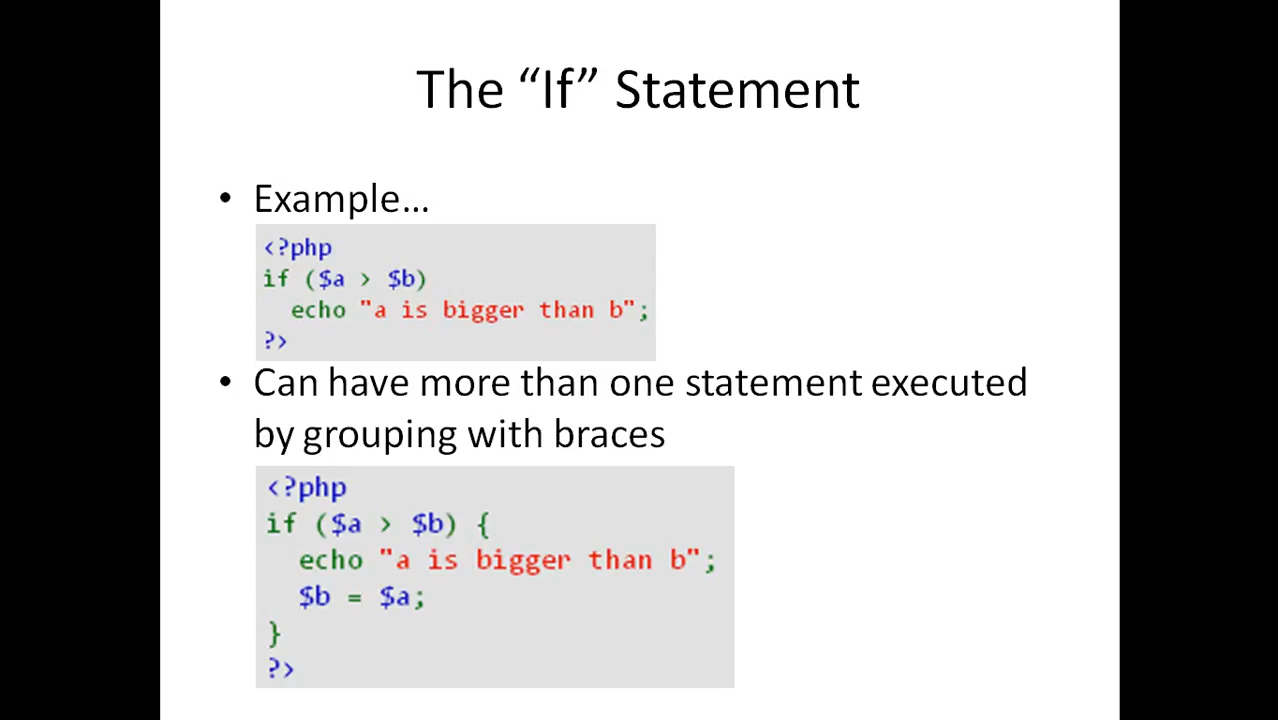 The “If” Statement
• Example…
<?php
if ($a > $b)
  echo "a is bigger than b";
?>
• Can have more than one statement executed
by grouping with braces
<?php
if ($a > $b) {
  echo "a is bigger than b";
  $b = $a;
}
?>